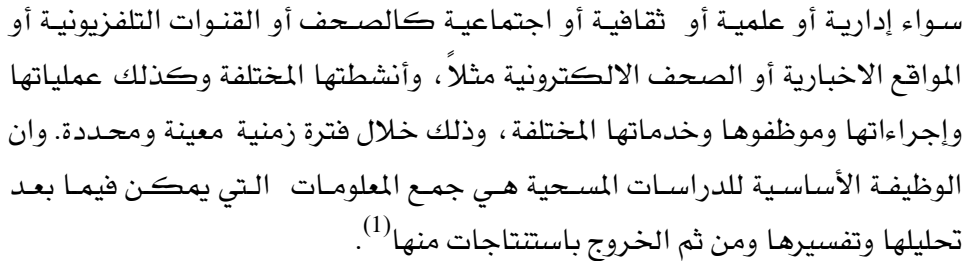 سواء إدارية أو علمية أو ثقافية أو اجتماعية كالصحف أو القنوات التلفزيونية أو
المواقع الاخبارية أو الصحف الالكترونية مثلاً، وأنشطتها المختلفة وكذلك عملياتها
وإجراءاتها وموظفوها وخدماتها المختلفة، وذلك خلال فترة زمنية معينة ومحددة. وان
الوظيفة الأساسية للدراسات المسحية هي جمع المعلومات التي يمكن فيما بعد
تحليلها وتفسيرها ومن ثم الخروج باستنتاجات منها(1).